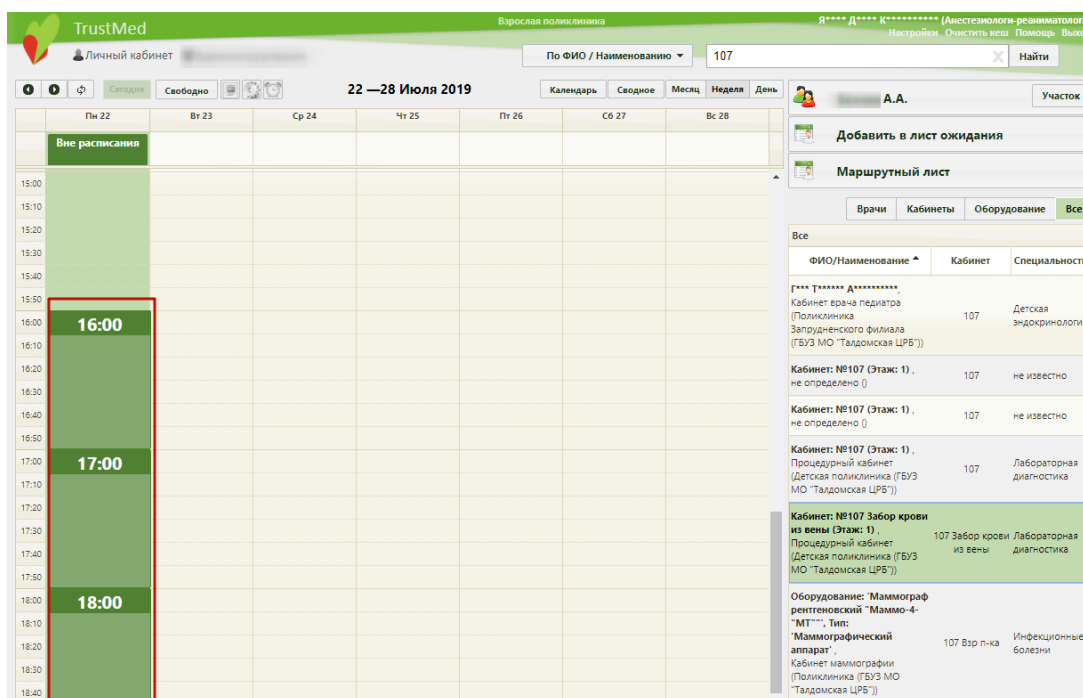 TrustMed
Взрослая поликлиника
Я**** Д**** К*********** (Анестезиологи-реаниматолог
Настройки Очистить кеш Помощь Выхо
Личный кабинет
По ФИО / Наименованию
107
X
Найти
Сегодня
Свободно
22 —28 Июля 2019
Календарь
Сводное
Месяц
Неделя
День
А.А.
Участок
Пн 22
Вт 23
Ср 24
Чт 25
Пт 26
Сб 27
Вс 28
Вне расписания
Добавить в лист ожидания
Маршрутный лист
Врачи
Кабинеты
Оборудование
Все
Все
ФИО/Наименование
Кабинет
Специальност
15:00
15:10
15:20
15:30
15:40
15:50
16:00
16:00
16:10
16:20
16:30
16:40
16:50
17:00
17:00
17:10
17:20
17:30
17:40
17:50
18:00
18:00
18:10
18:20
18:30
18:40
Г*** Т****** А**********,
Кабинет врача педиатра
(Поликлиника
Запрудненского филиала
(ГБУЗ МО "Талдомская ЦРБ"))
107
Детская
эндокринологи
Кабинет: №107 (Этаж: 1) ,
не определено ()
107
не известно
Кабинет: №107 (Этаж: 1) ,
не определено ()
107
не известно
Кабинет: №107 (Этаж: 1) ,
Процедурный кабинет
(Детская поликлиника (ГБУЗ
МО "Талдомская ЦРБ"))
107
Лабораторная
диагностика
Кабинет: №107 Забор крови
из вены (Этаж: 1) ,
Процедурный кабинет
(Детская поликлиника (ГБУЗ
МО "Талдомская ЦРБ"))
107 Забор крови
из вены
Лабораторная
диагностика
Оборудование: 'Маммограф
рентгеновский "Маммо-4-
"МТ""', Тип:
'Маммографический
аппарат' ,
Кабинет маммографии
(Поликлиника (ГБУЗ МО
"Талдомская ЦРБ"))
107 Взр п-ка
Инфекционные
болезни